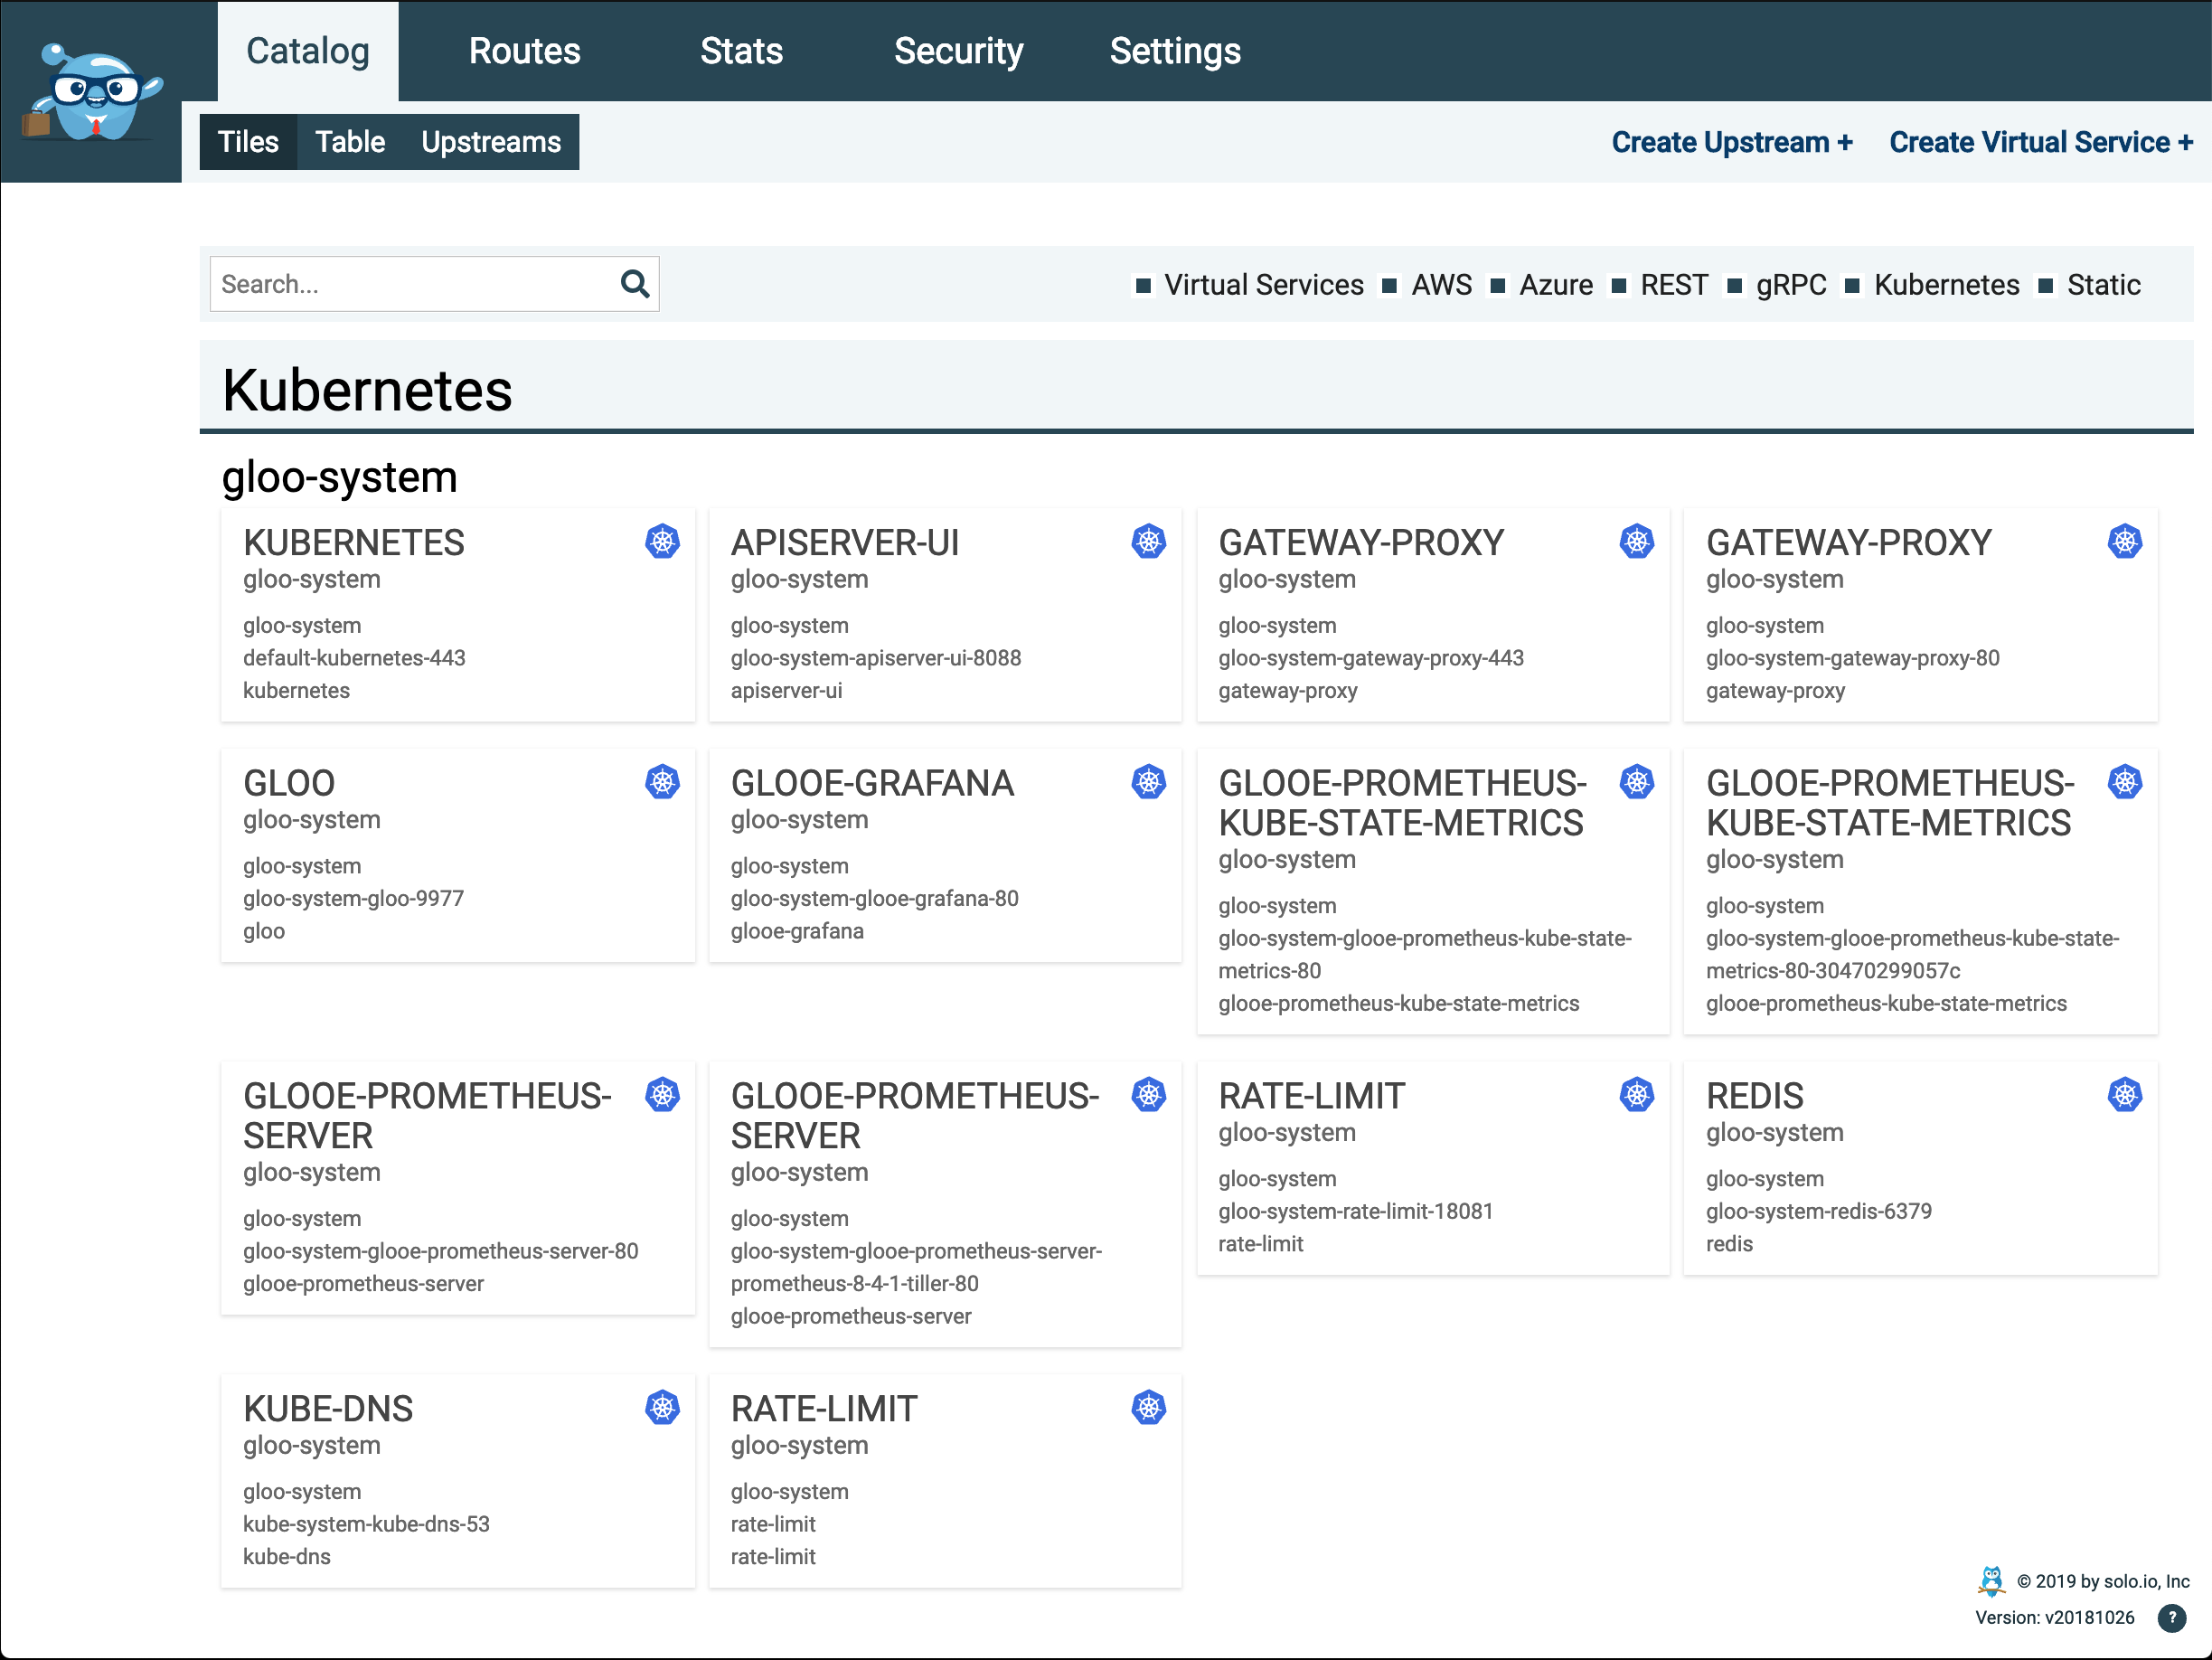 Catalog Routes Stats Security Settings
Tiles Table Upstreams Create Upstream + Create Virtual Service +
Search... Virtual Services AWS Azure REST gRPC Kubernetes Static
Kubernetes
gloo-system
KUBERNETES
gloo-system
gloo-system
default-kubernetes-443
kubernetes
APISERVER-UI
gloo-system
gloo-system
gloo-system-apiserver-ui-8088
apiserver-ui
GATEWAY-PROXY
gloo-system
gloo-system
gloo-system-gateway-proxy-443
gateway-proxy
GATEWAY-PROXY
gloo-system
gloo-system
gloo-system-gateway-proxy-80
gateway-proxy
GLOO
gloo-system
gloo-system
gloo-system-gloo-9977
gloo
GLOOE-GRAFANA
gloo-system
gloo-system
gloo-system-glooe-grafana-80
glooe-grafana
GLOOE-PROMETHEUS-
KUBE-STATE-METRICS
gloo-system
gloo-system
gloo-system-glooe-prometheus-kube-state-
metrics-80
glooe-prometheus-kube-state-metrics
GLOOE-PROMETHEUS-
KUBE-STATE-METRICS
gloo-system
gloo-system
gloo-system-glooe-prometheus-kube-state-
metrics-80-30470299057c
glooe-prometheus-kube-state-metrics
GLOOE-PROMETHEUS-
SERVER
gloo-system
gloo-system
gloo-system-glooe-prometheus-server-80
glooe-prometheus-server
GLOOE-PROMETHEUS-
SERVER
gloo-system
gloo-system
gloo-system-glooe-prometheus-server-
prometheus-8-4-1-tiller-80
glooe-prometheus-server
RATE-LIMIT
gloo-system
gloo-system
gloo-system-rate-limit-18081
rate-limit
REDIS
gloo-system
gloo-system
gloo-system-redis-6379
redis
KUBE-DNS
gloo-system
gloo-system
kube-system-kube-dns-53
kube-dns
RATE-LIMIT
gloo-system
gloo-system
rate-limit
rate-limit
© 2019 by solo.io, Inc
Version: v20181026 ?